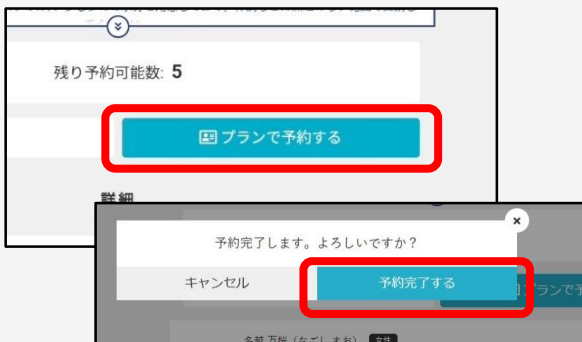 残り予約可能数: 5
プランで予約する
詳細
予約完了します。よろしいですか？
キャンセル
予約完了する
プランで予
名前 万桜（なごし まお） 女性